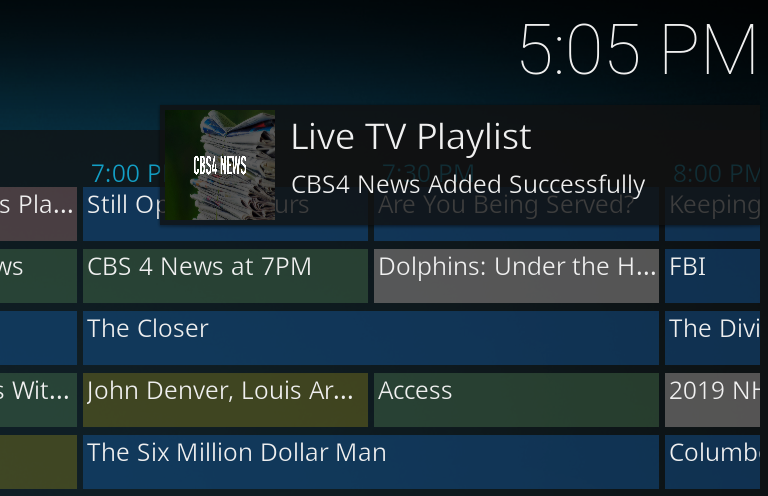 5:05 PM
Live TV Playlist
CBS4 NEWS
CBS4 News Added Successfully
7:00 P
7:30 PM
8:00 PM
s Pla...
Still Op urs
Are You Being Served?
Keeping
ws
CBS 4 News at 7PM
Dolphins: Under the H...
FBI
The Closer
The Divi
s Wit...
John Denver, Louis Ar...
Access
2019 NH
The Six Million Dollar Man
Columb